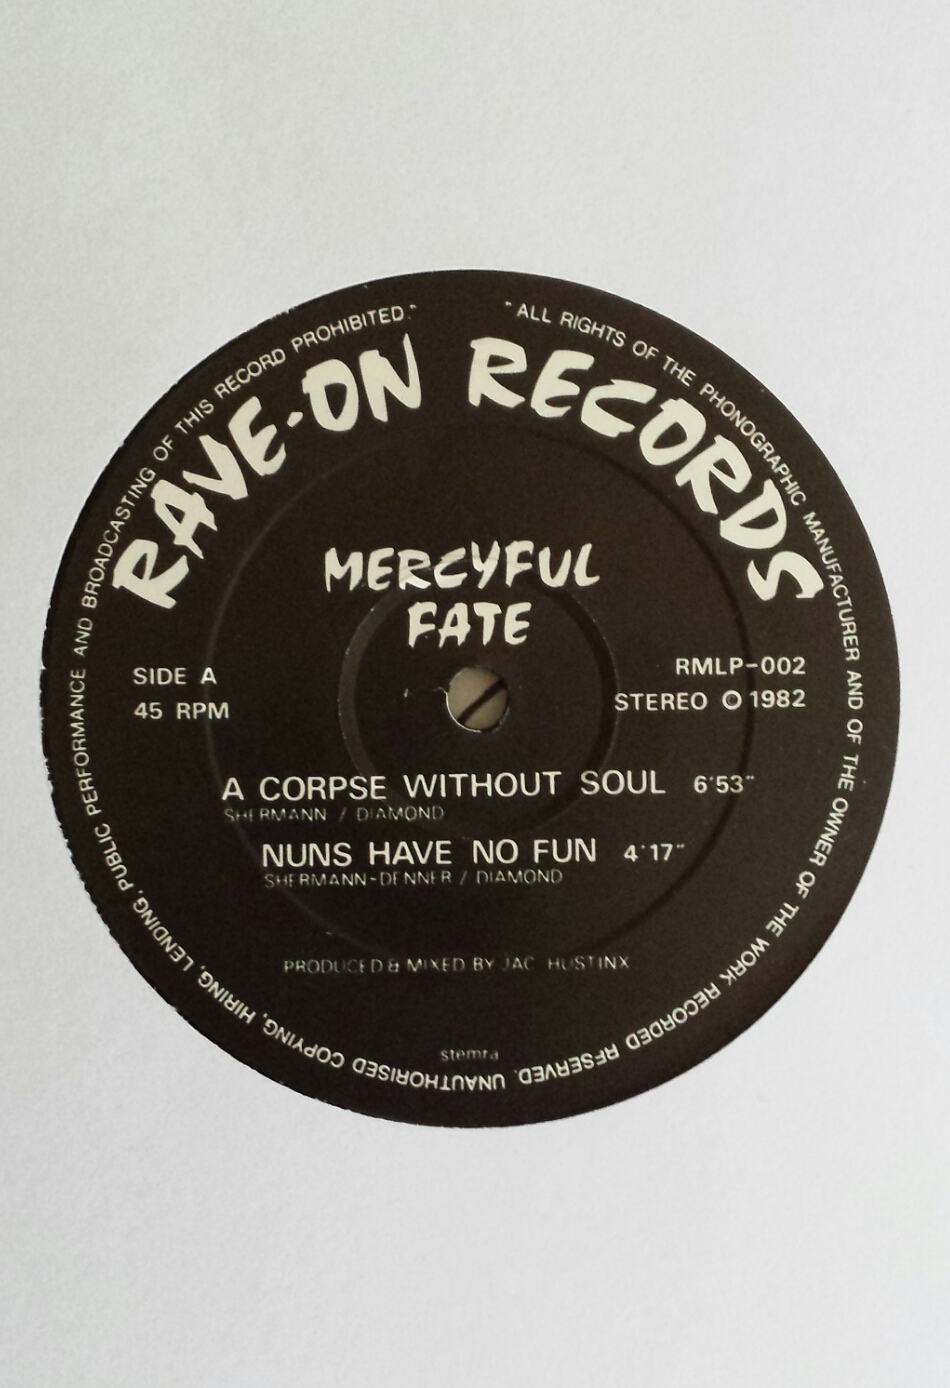 "ALL RIGHTS OF THE PHONOGRAPHIC MANUFACTURER AND OF THE OWNER OF THE WORK RECORDED RESERVED. UNAUTHORISED COPYING, HIRING, LENDING, PUBLIC PERFORMANCE AND BROADCASTING OF THIS RECORD PROHIBITED."
RAVE-ON RECORDS
MERCYFUL
FATE
SIDE A
RMLP-002
45 RPM
STEREO © 1982
A CORPSE WITHOUT SOUL 6'53"
SHERMANN / DIAMOND
NUNS HAVE NO FUN 4'17"
SHERMANN-DENNER / DIAMOND
PRODUCED & MIXED BY JAC HUSTINX
stemra